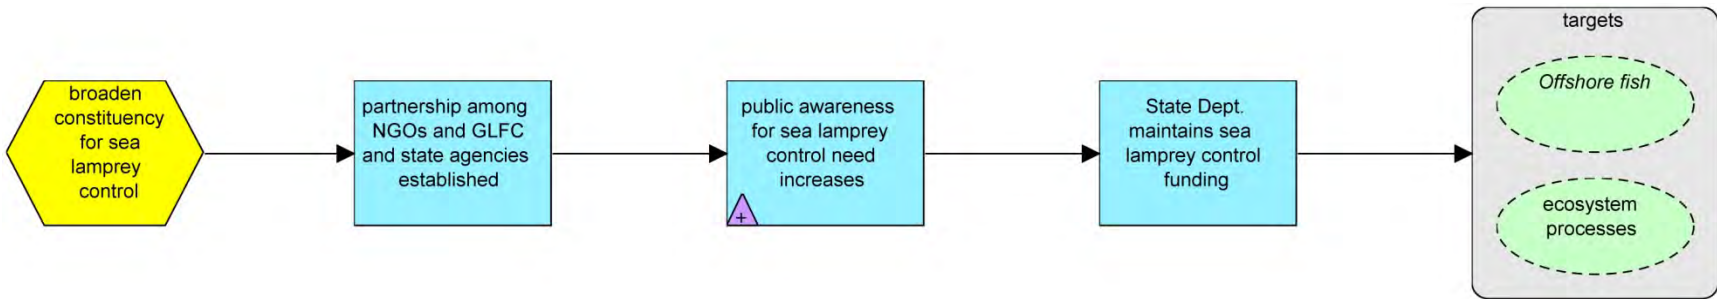 broaden
constituency
for sea
lamprey
control
partnership among
NGOs and GLFC
and state agencies
established
public awareness
for sea lamprey
control need
increases
+
State Dept.
maintains sea
lamprey control
funding
targets
Offshore fish
ecosystem
processes